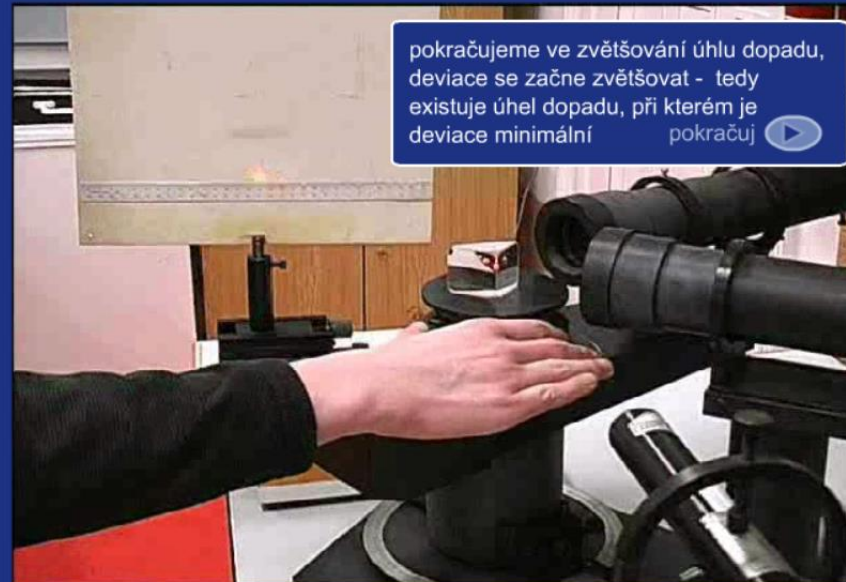 pokračujeme ve zvětšování úhlu dopadu,
deviace se začne zvětšovat - tedy
existuje úhel dopadu, při kterém je
deviace minimální
pokračuj